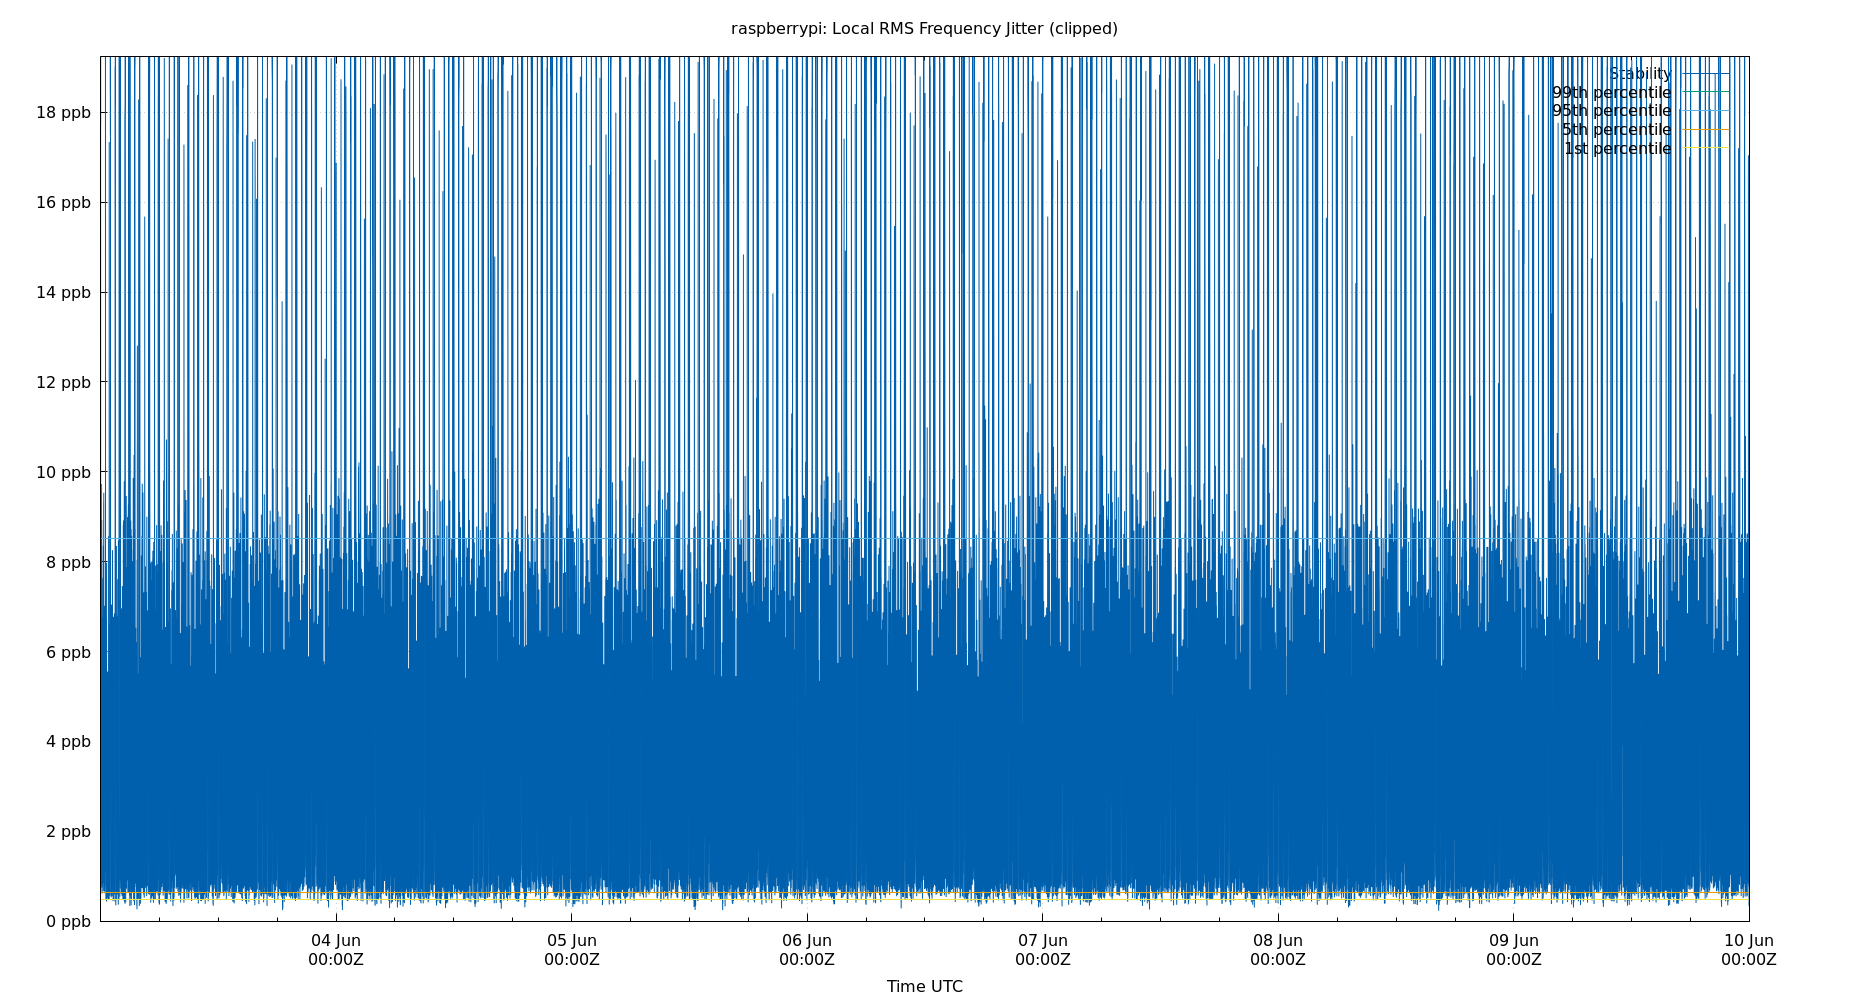 raspberrypi: Local RMS Frequency Jitter (clipped)
Stability
99th percentile
95th percentile
5th percentile
1st percentile
18 ppb
16 ppb
14 ppb
12 ppb
10 ppb
8 ppb
6 ppb
4 ppb
2 ppb
0 ppb
04 Jun 05 Jun 06 Jun 07 Jun 08 Jun 09 Jun 10 Jun
00:00Z 00:00Z 00:00Z 00:00Z 00:00Z 00:00Z 00:00Z
Time UTC